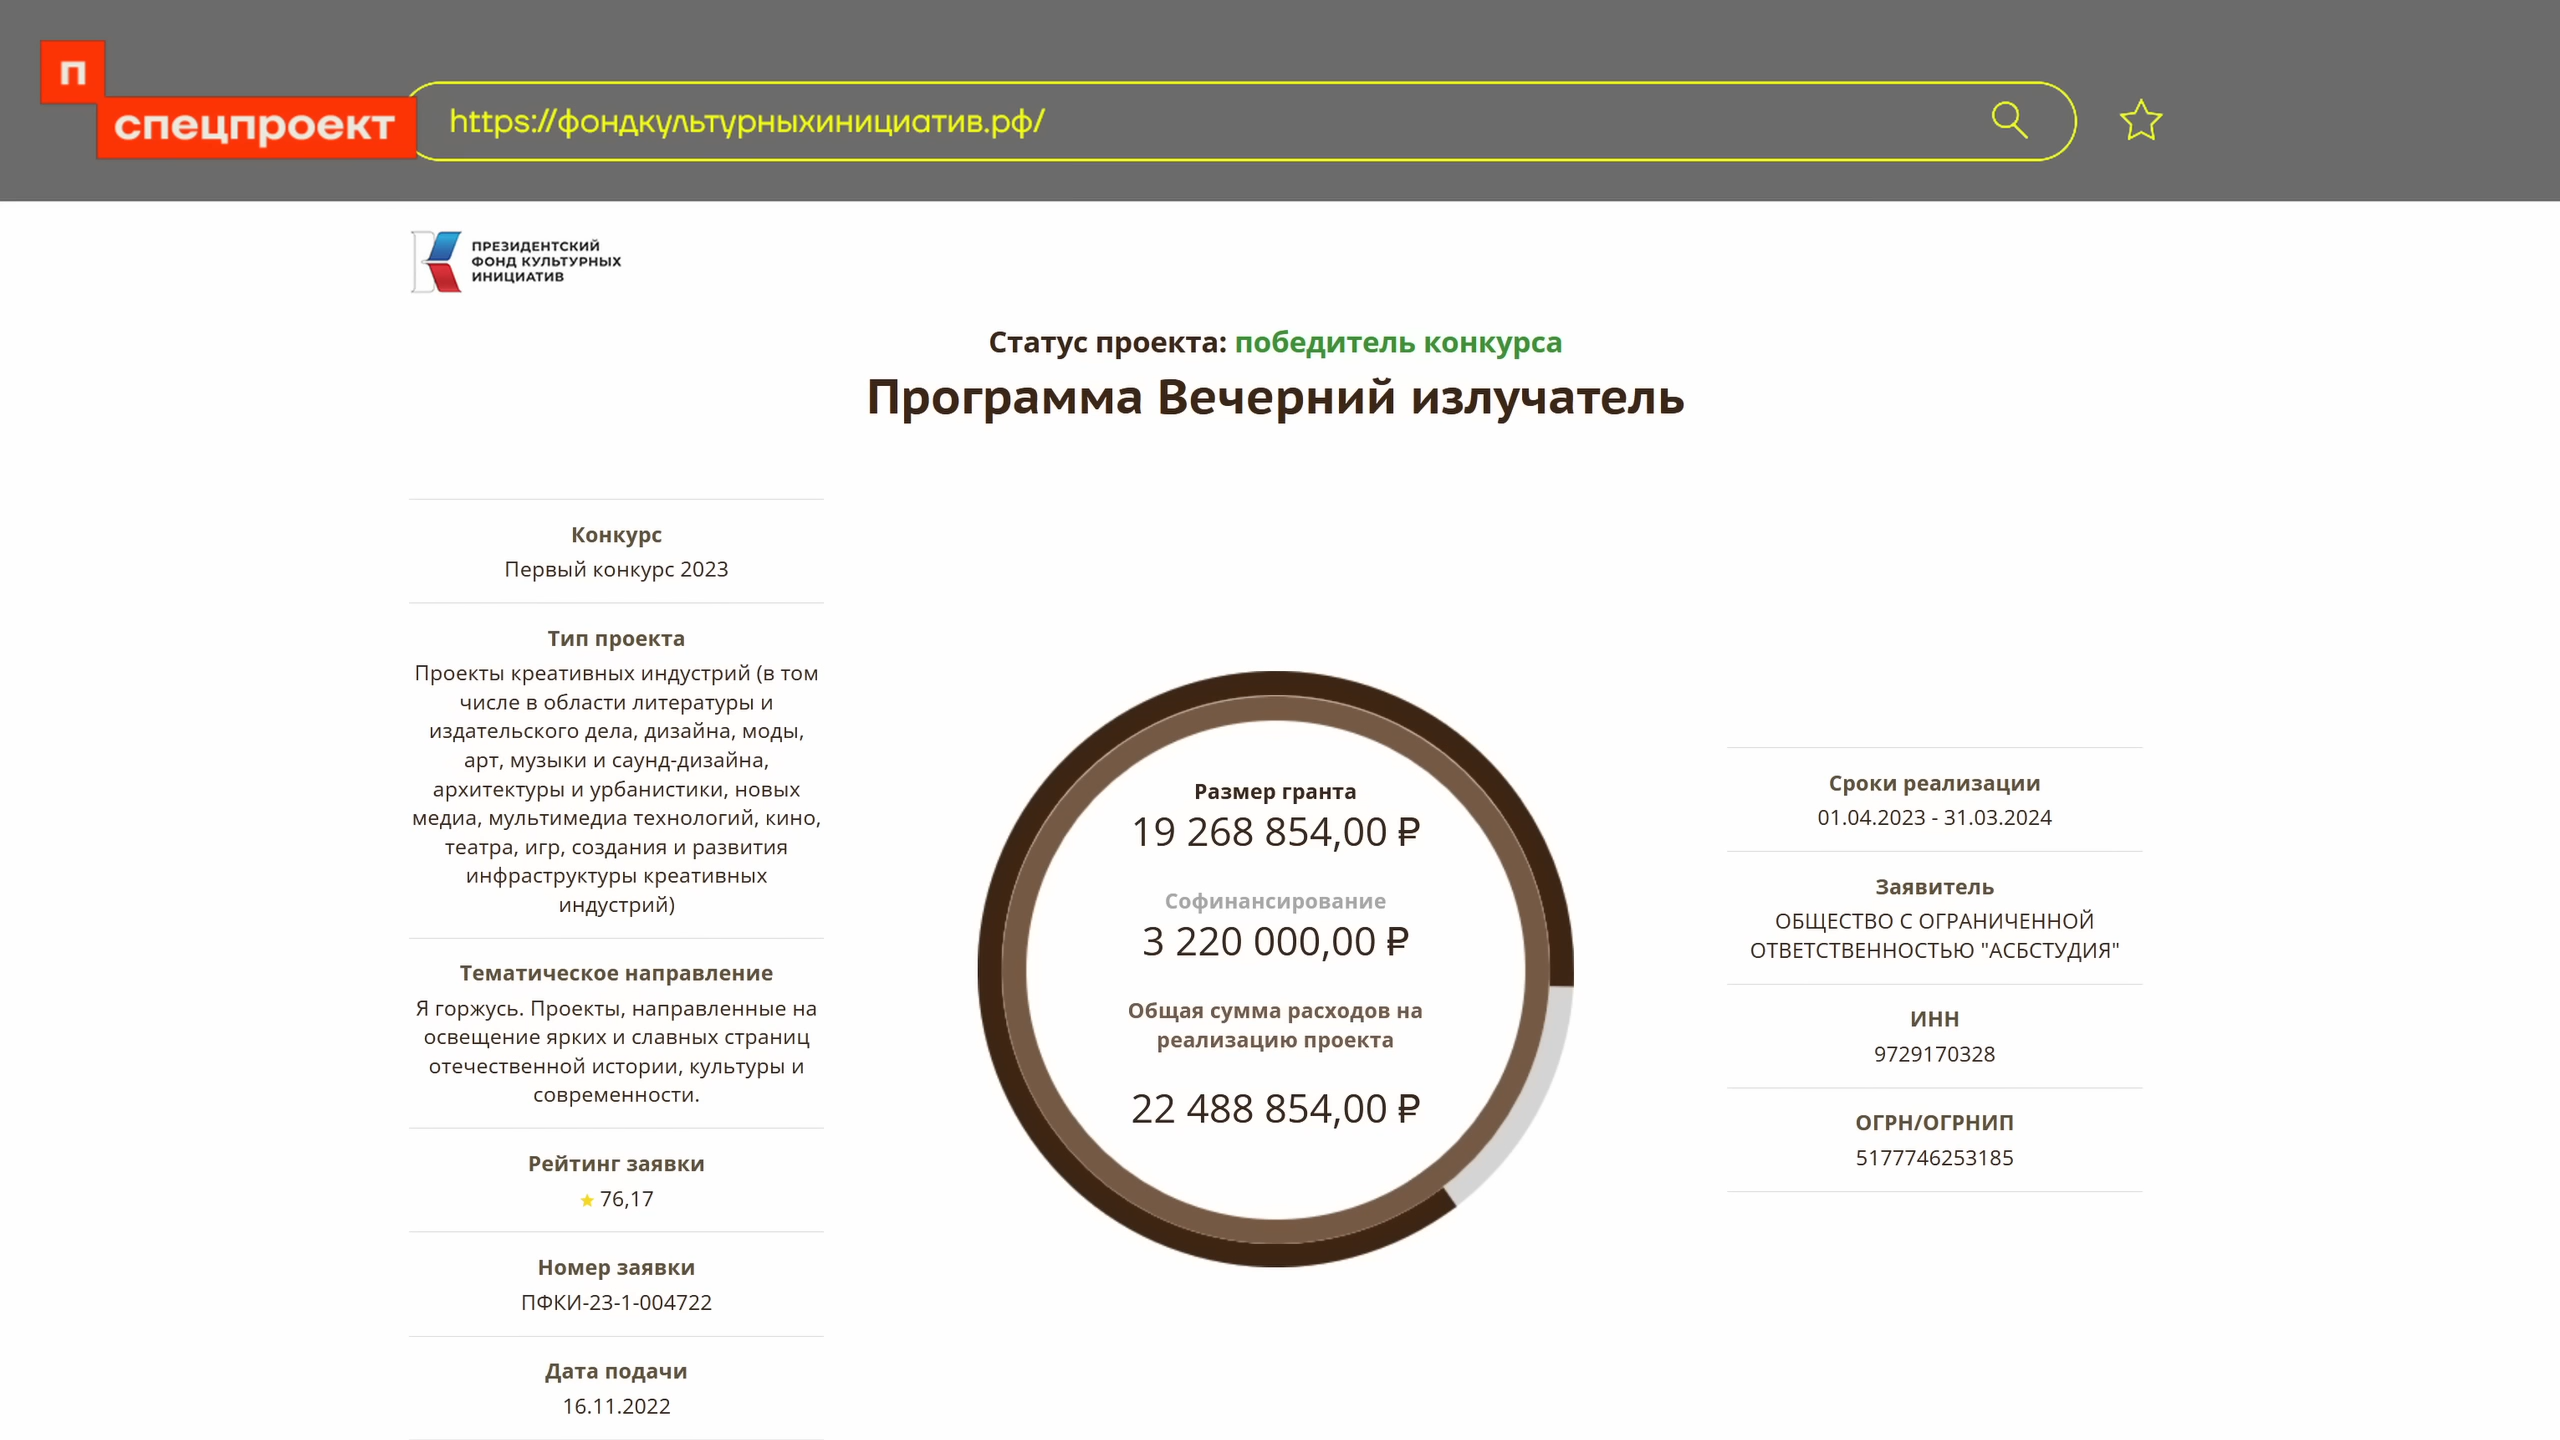 п
спецпроект
https://фондкультурныхинициатив.рф/
ПРЕЗИДЕНТСКИЙ
ФОНД КУЛЬТУРНЫХ
ИНИЦИАТИВ
Статус проекта: победитель конкурса
Программа Вечерний излучатель
Конкурс
Первый конкурс 2023
Тип проекта
Проекты креативных индустрий (в том
числе в области литературы и
издательского дела, дизайна, моды,
арт, музыки и саунд-дизайна,
архитектуры и урбанистики, новых
медиа, мультимедиа технологий, кино,
театра, игр, создания и развития
инфраструктуры креативных
индустрий)
Тематическое направление
Я горжусь. Проекты, направленные на
освещение ярких и славных страниц
отечественной истории, культуры и
современности.
Рейтинг заявки
76,17
Номер заявки
ПФКИ-23-1-004722
Дата подачи
16.11.2022
Размер гранта
19 268 854,00 ₽
Софинансирование
3 220 000,00 ₽
Общая сумма расходов на
реализацию проекта
22 488 854,00 ₽
Сроки реализации
01.04.2023 - 31.03.2024
Заявитель
ОБЩЕСТВО С ОГРАНИЧЕННОЙ
ОТВЕТСТВЕННОСТЬЮ "АСБСТУДИЯ"
ИНН
9729170328
ОГРН/ОГРНИП
5177746253185